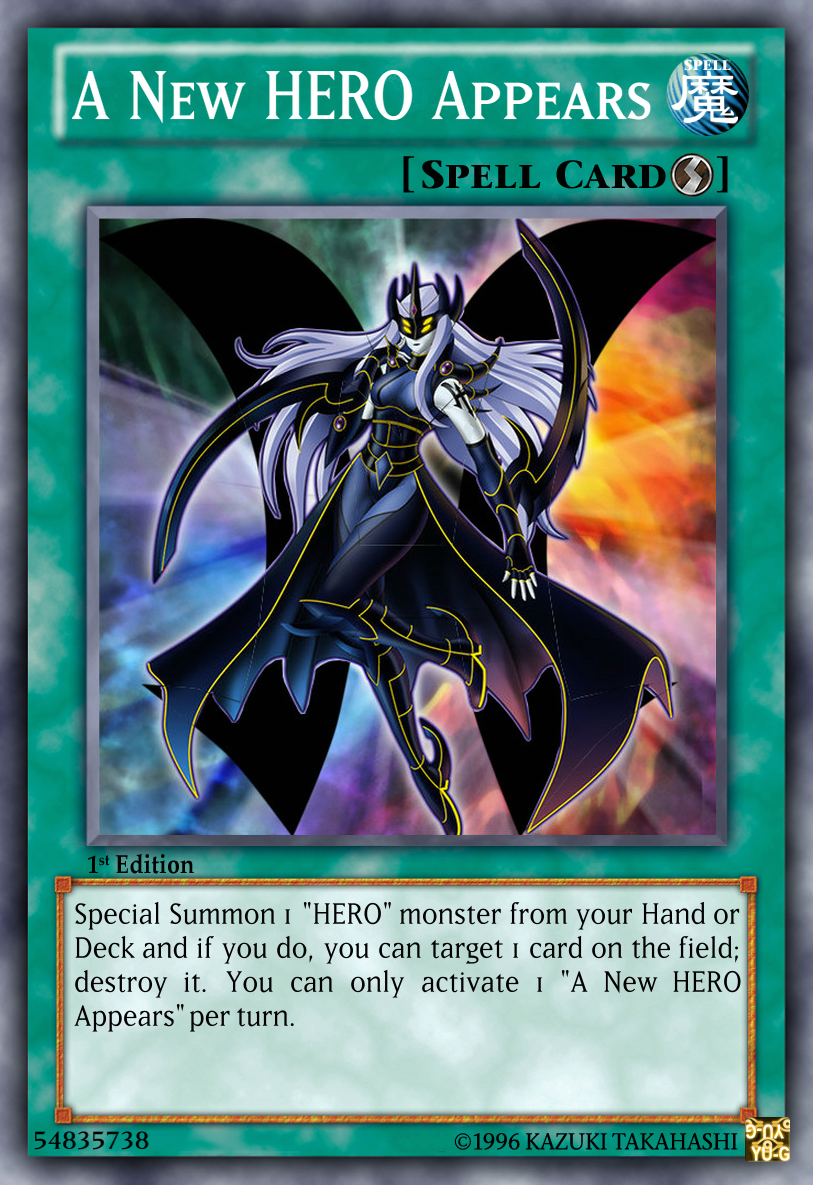 A New HERO Appears
SPELL
魔
[Spell Card]
1st Edition
Special Summon 1 "HERO" monster from your Hand or
Deck and if you do, you can target 1 card on the field;
destroy it. You can only activate 1 "A New HERO
Appears" per turn.
54835738
©1996 KAZUKI TAKAHASHI